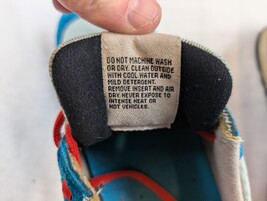 DO NOT MACHINE WASH
OR DRY. CLEAN OUTSIDE
WITH COOL WATER AND
MILD DETERGENT.
REMOVE INSERT AND AIR
DRY. NEVER EXPOSE TO
INTENSE HEAT OR
HOT VEHICLES.